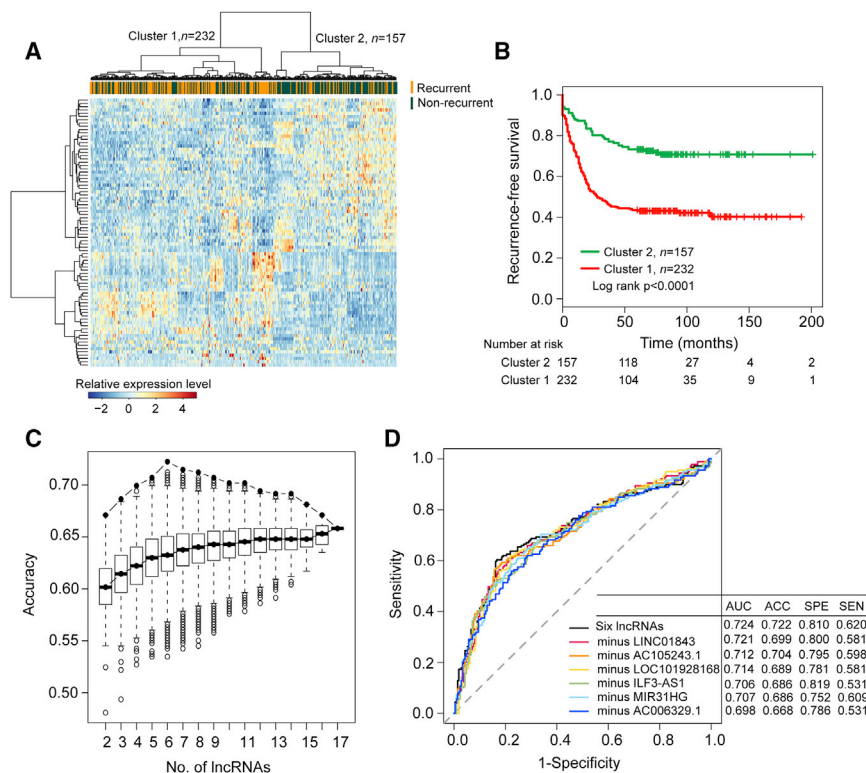 A
Cluster 1,n=232
Cluster 2, n=157
Recurrent
Non-recurrent
Relative expression level
−2 0 2 4
B
Recurrence-free survival
1.0
0.8
0.6
0.4
0.2
0.0
Cluster 2, n=157
Cluster 1, n=232
Log rank p<0.0001
0 50 100 150 200
Time (months)
Number at risk
Cluster 2 157 118 27 4 2
Cluster 1 232 104 35 9 1
C
Accuracy
0.70
0.65
0.60
0.55
0.50
2 3 4 5 6 7 8 9 11 13 15 17
No. of lncRNAs
D
Sensitivity
1.0
0.8
0.6
0.4
0.2
0.0
AUC ACC SPE SEN
Six lncRNAs 0.724 0.722 0.810 0.620
minus LINC01843 0.721 0.699 0.800 0.581
minus AC105243.1 0.712 0.704 0.795 0.598
minus LOC101928168 0.714 0.689 0.781 0.581
minus ILF3-AS1 0.706 0.686 0.819 0.531
minus MIR31HG 0.707 0.686 0.752 0.609
minus AC006329.1 0.698 0.668 0.786 0.531
0.0 0.2 0.4 0.6 0.8 1.0
1-Specificity